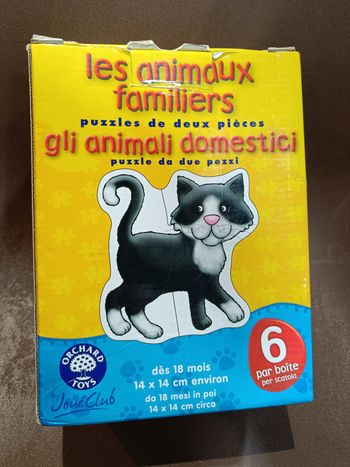 les animaux
familiers
puzzles de deux pièces
gli animali domestici
puzzle da due pezzi
6
par boîte
per scatola
dès 18 mois
14 x 14 cm environ
da 18 mesi in poi
14 x 14 cm circa
ORCHARD
TOYS
by JouéClub